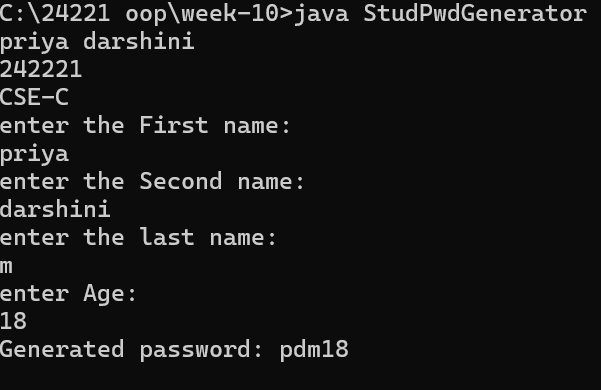 C:\24221 oop\week-10>java StudPwdGenerator
priya darshini
242221
CSE-C
enter the First name:
priya
enter the Second name:
darshini
enter the last name:
m
enter Age:
18
Generated password: pdm18